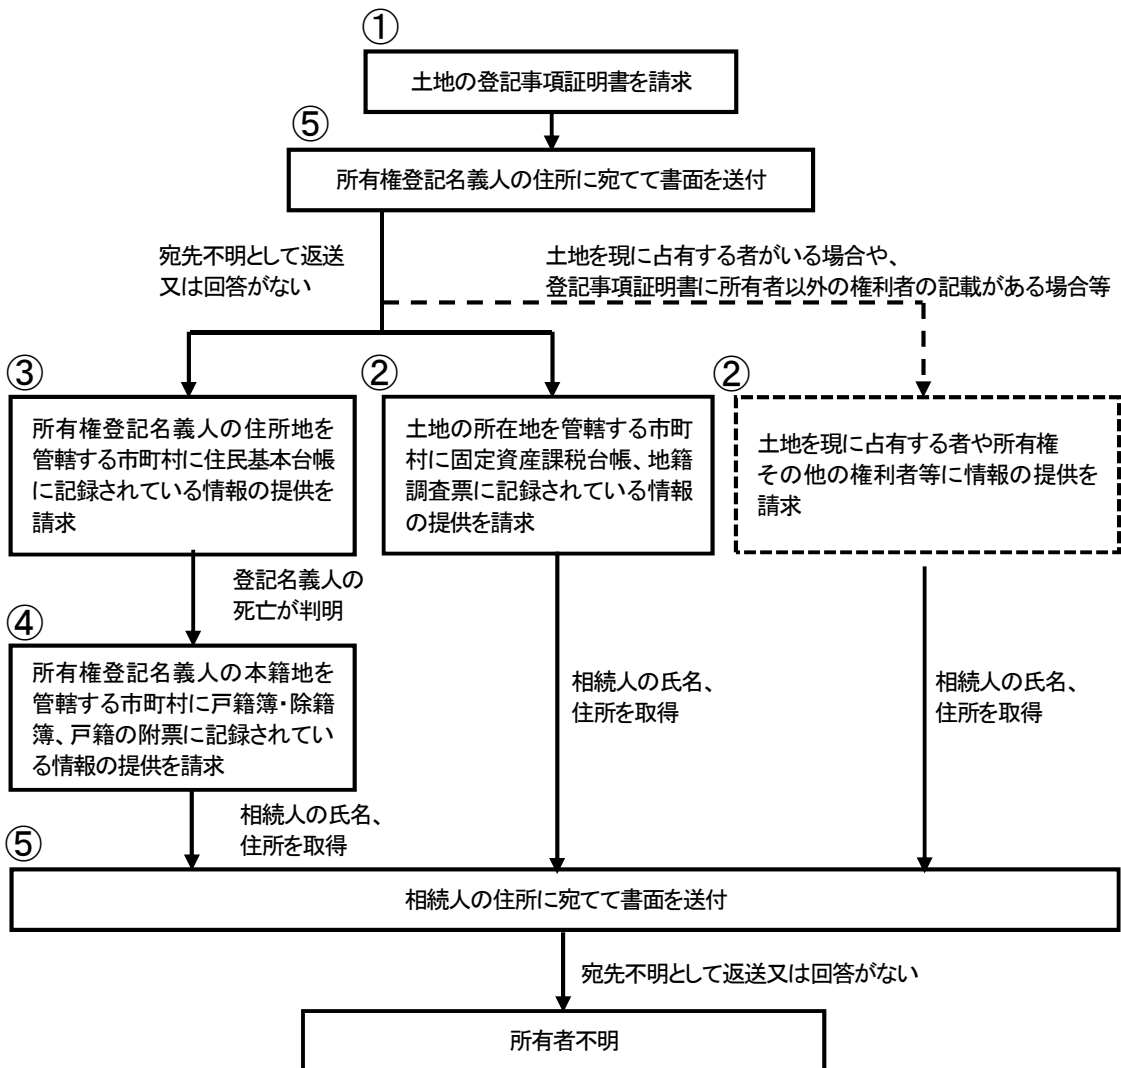 ①
土地の登記事項証明書を請求
⑤
所有権登記名義人の住所に宛てて書面を送付
宛先不明として返送
又は回答がない
土地を現に占有する者がいる場合や、
登記事項証明書に所有者以外の権利者の記載がある場合等
③
所有権登記名義人の住所地を
管轄する市町村に住民基本台帳
に記録されている情報の提供を
請求
②
土地の所在地を管轄する市町
村に固定資産課税台帳、地籍
調査票に記録されている情報
の提供を請求
②
土地を現に占有する者や所有権
その他の権利者等に情報の提供を
請求
登記名義人の
死亡が判明
④
所有権登記名義人の本籍地を
管轄する市町村に戸籍簿・除籍
簿、戸籍の附票に記録されてい
る情報の提供を請求
相続人の氏名、
住所を取得
相続人の氏名、
住所を取得
相続人の氏名、
住所を取得
⑤
相続人の住所に宛てて書面を送付
宛先不明として返送又は回答がない
所有者不明